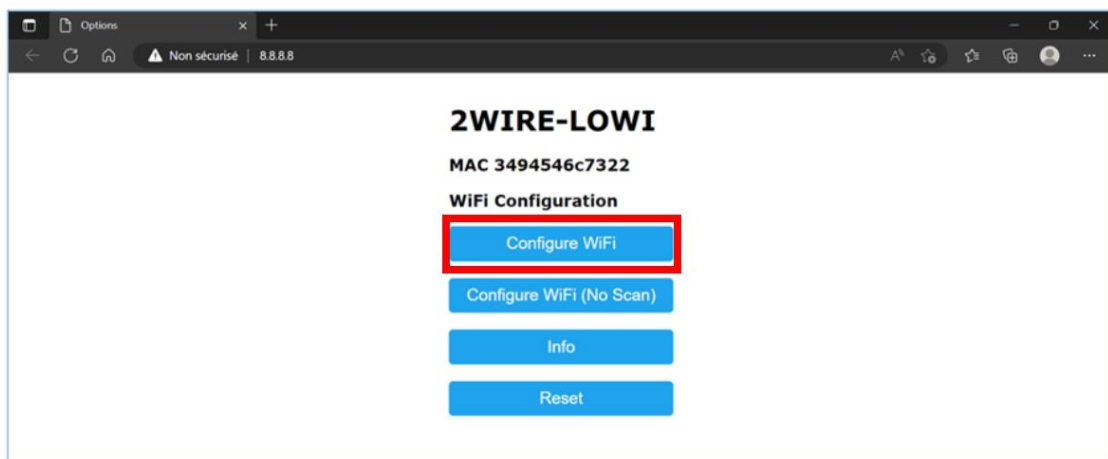 Options
Non sécurisé | 8.8.8.8
2WIRE-LOWI
MAC 3494546c7322
WiFi Configuration
Configure WiFi
Configure WiFi (No Scan)
Info
Reset